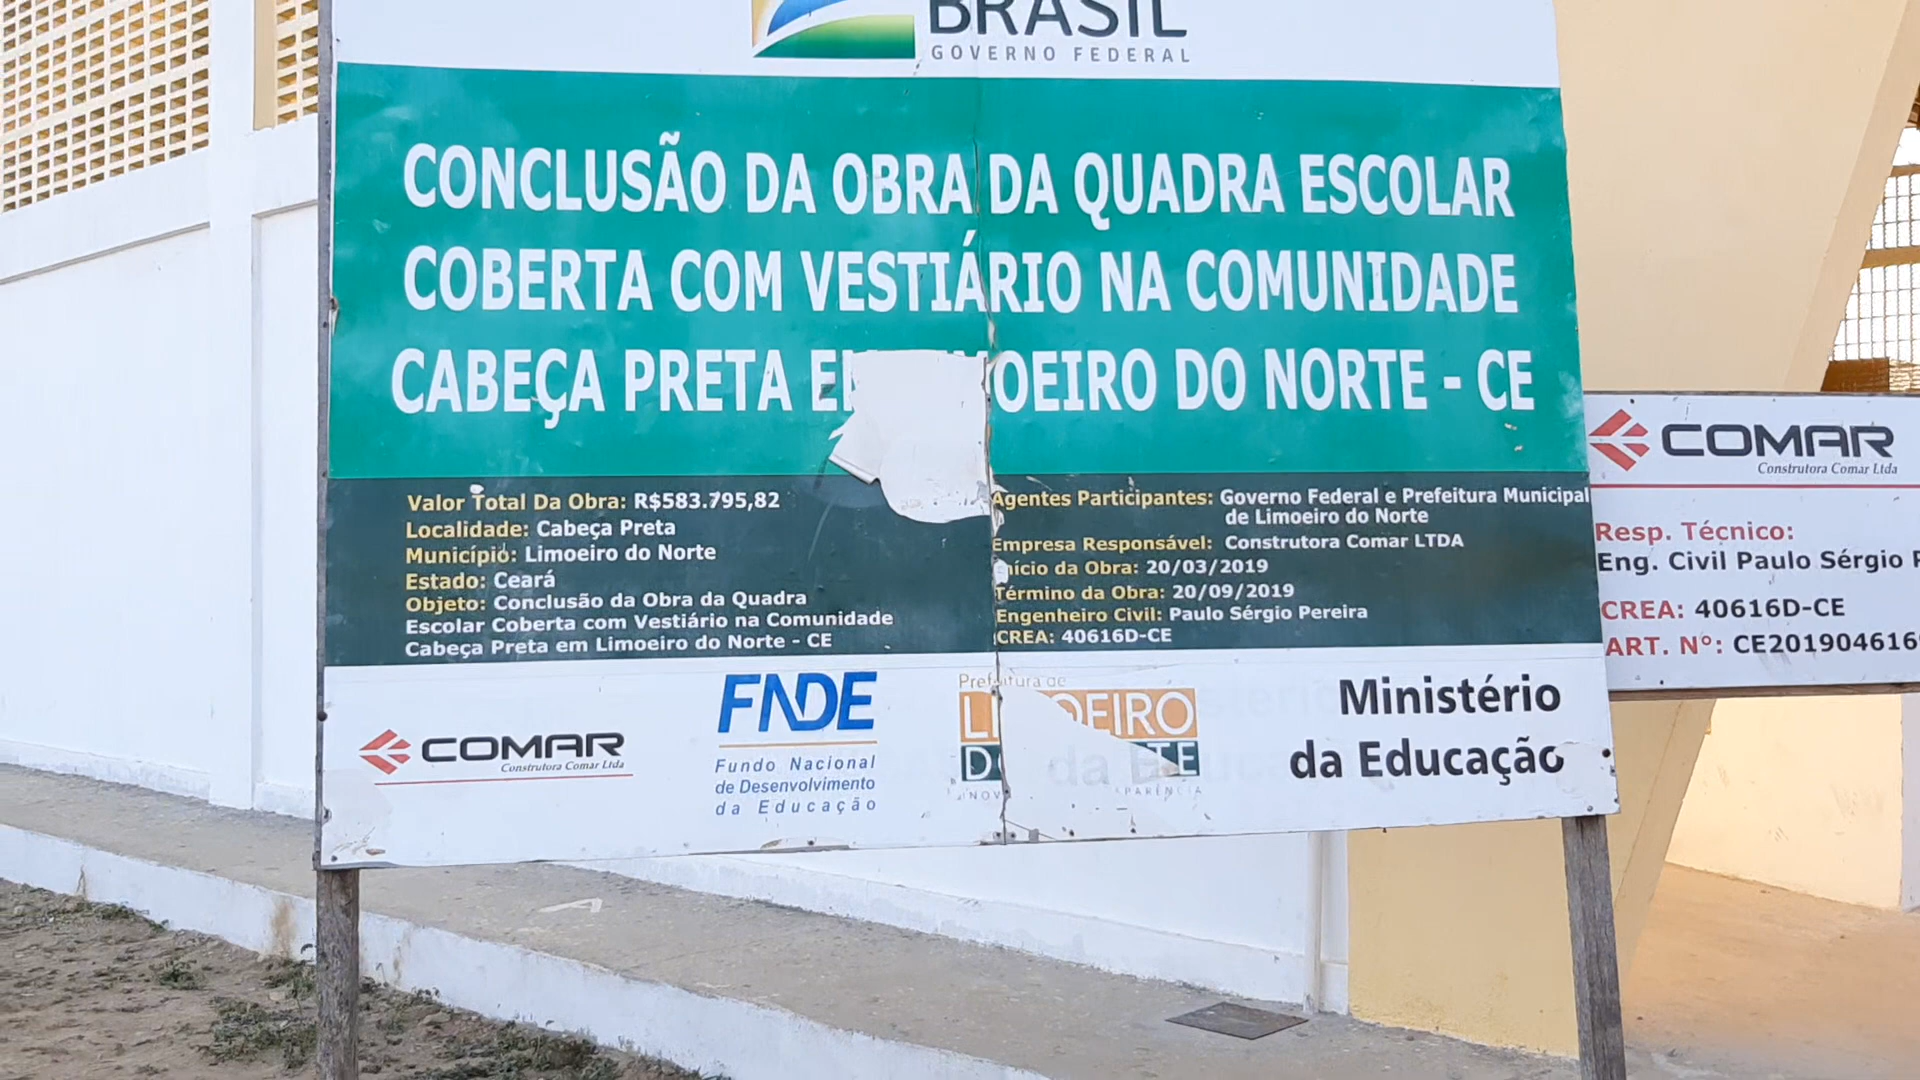 BRASIL
GOVERNO FEDERAL
CONCLUSÃO DA OBRA DA QUADRA ESCOLAR
COBERTA COM VESTIÁRIO NA COMUNIDADE
CABEÇA PRETA OEIRO DO NORTE - CE
Valor Total Da Obra: R$583.795,82
Localidade: Cabeça Preta
Município: Limoeiro do Norte
Estado: Ceará
Objeto: Conclusão da Obra da Quadra
Escolar Coberta com Vestiário na Comunidade
Cabeça Preta em Limoeiro do Norte - CE
Agentes Participantes: Governo Federal e Prefeitura Municipal
de Limoeiro do Norte
Empresa Responsável: Construtora Comar LTDA
Início da Obra: 20/03/2019
Término da Obra: 20/09/2019
Engenheiro Civil: Paulo Sérgio Pereira
CREA: 40616D-CE
COMAR
Construtora Comar Ltda
FNDE
Fundo Nacional
de Desenvolvimento
da Educação
Prefeitura de
Ministério
da Educação
COMAR
Construtora Comar Ltda
Resp. Técnico:
Eng. Civil Paulo Sérgio P
CREA: 40616D-CE
ART. Nº: CE201904616